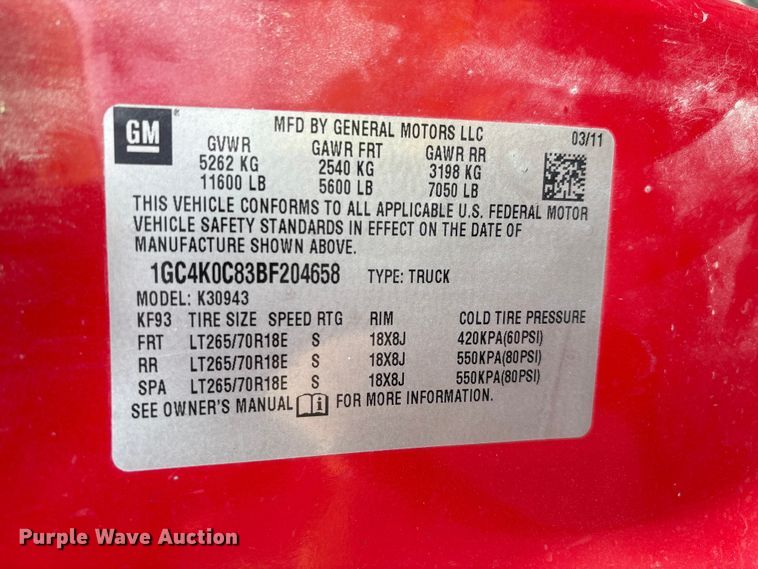 GM
MFD BY GENERAL MOTORS LLC 03/11
GVWR GAWR FRT GAWR RR
5262 KG 2540 KG 3198 KG
11600 LB 5600 LB 7050 LB
THIS VEHICLE CONFORMS TO ALL APPLICABLE U.S. FEDERAL MOTOR
VEHICLE SAFETY STANDARDS IN EFFECT ON THE DATE OF
MANUFACTURE SHOWN ABOVE.
1GC4K0C83BF204658 TYPE: TRUCK
MODEL: K30943
KF93 TIRE SIZE SPEED RTG RIM COLD TIRE PRESSURE
FRT LT265/70R18E S 18X8J 420KPA(60PSI)
RR LT265/70R18E S 18X8J 550KPA(80PSI)
SPA LT265/70R18E S 18X8J 550KPA(80PSI)
SEE OWNER'S MANUAL FOR MORE INFORMATION.
Purple Wave Auction